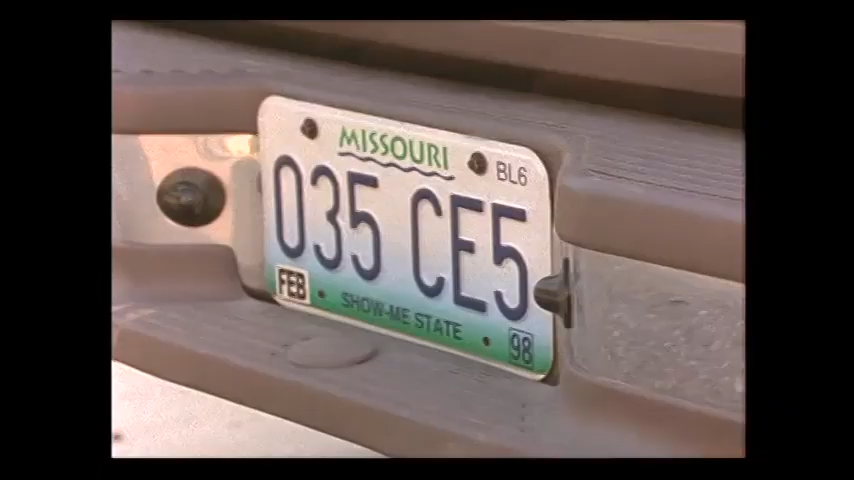 MISSOURI
BL6
035 CE5
FEB
SHOW-ME STATE
98